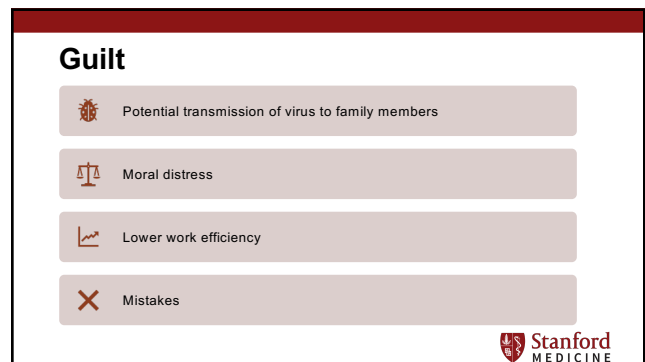 Guilt
Potential transmission of virus to family members
Moral distress
Lower work efficiency
Mistakes
Stanford
MEDICINE